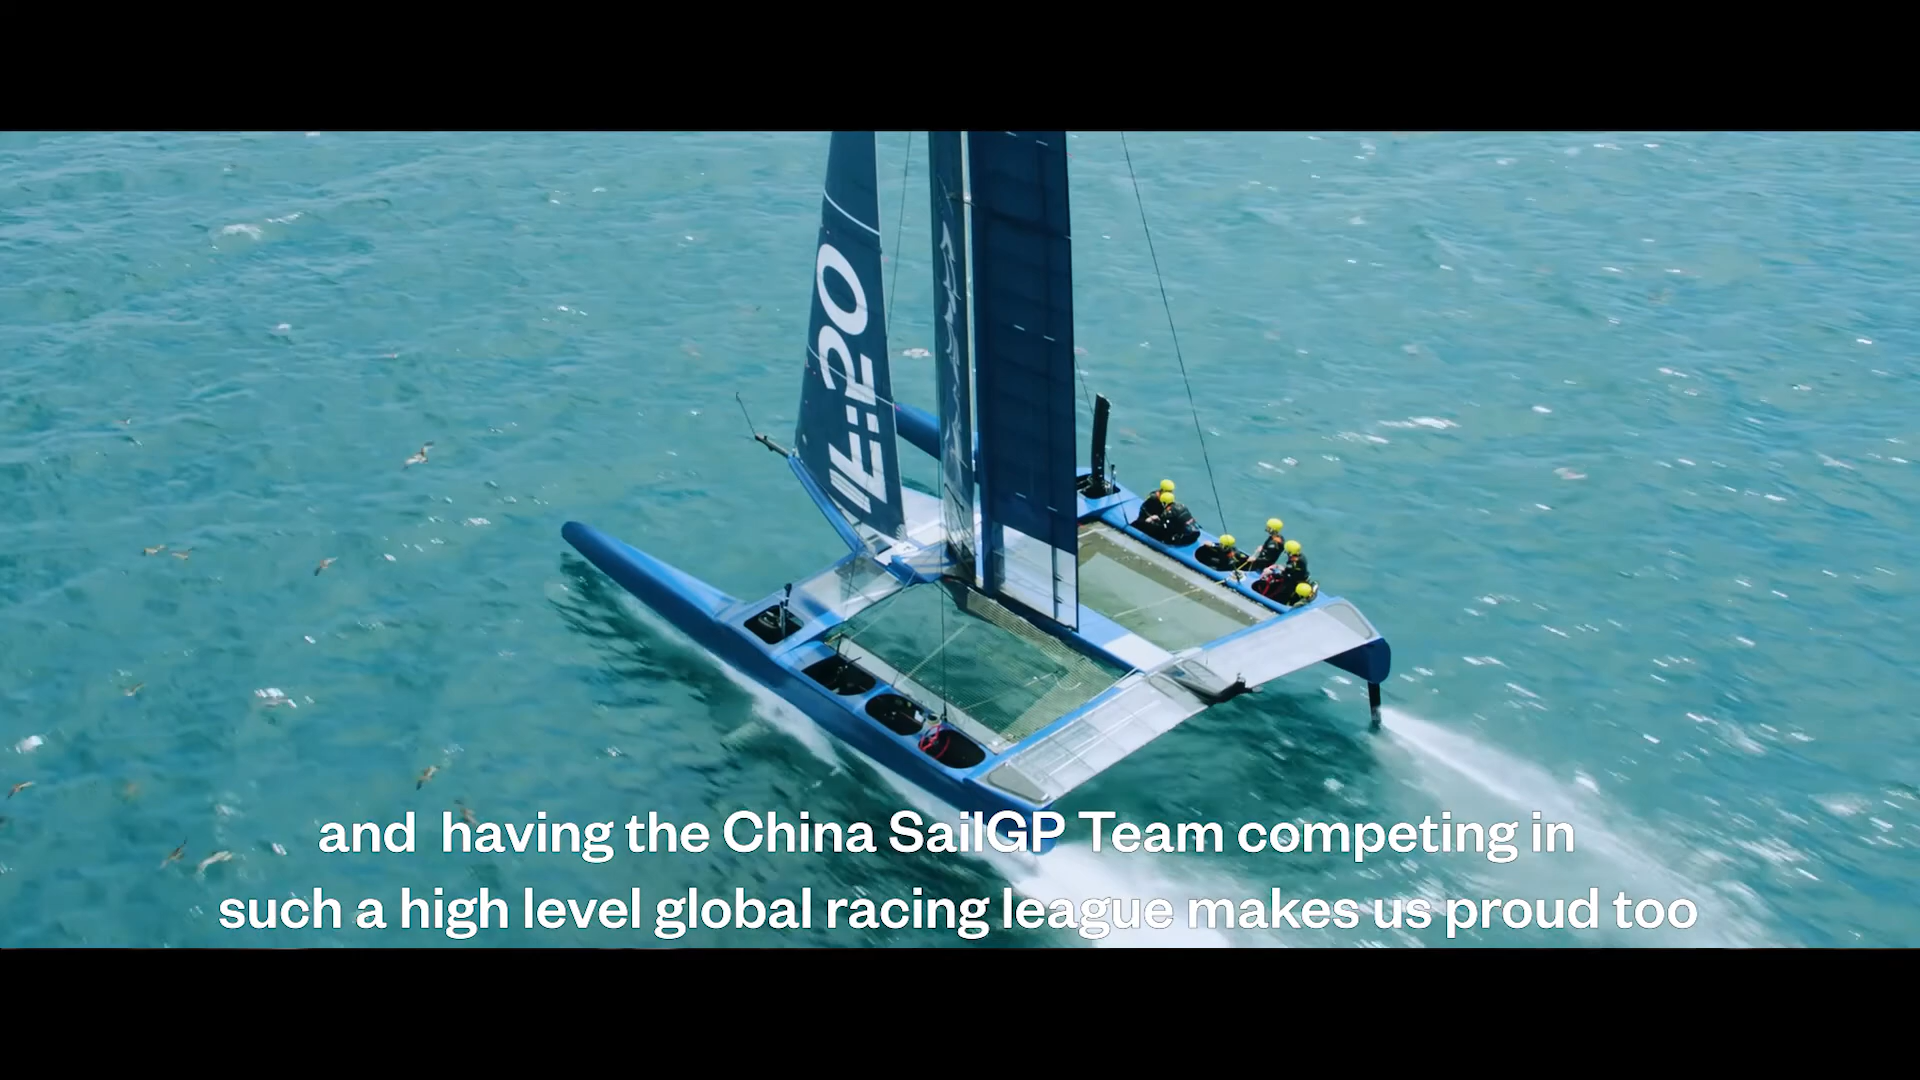 and  having the China SailGP Team competing in
such a high level global racing league makes us proud too